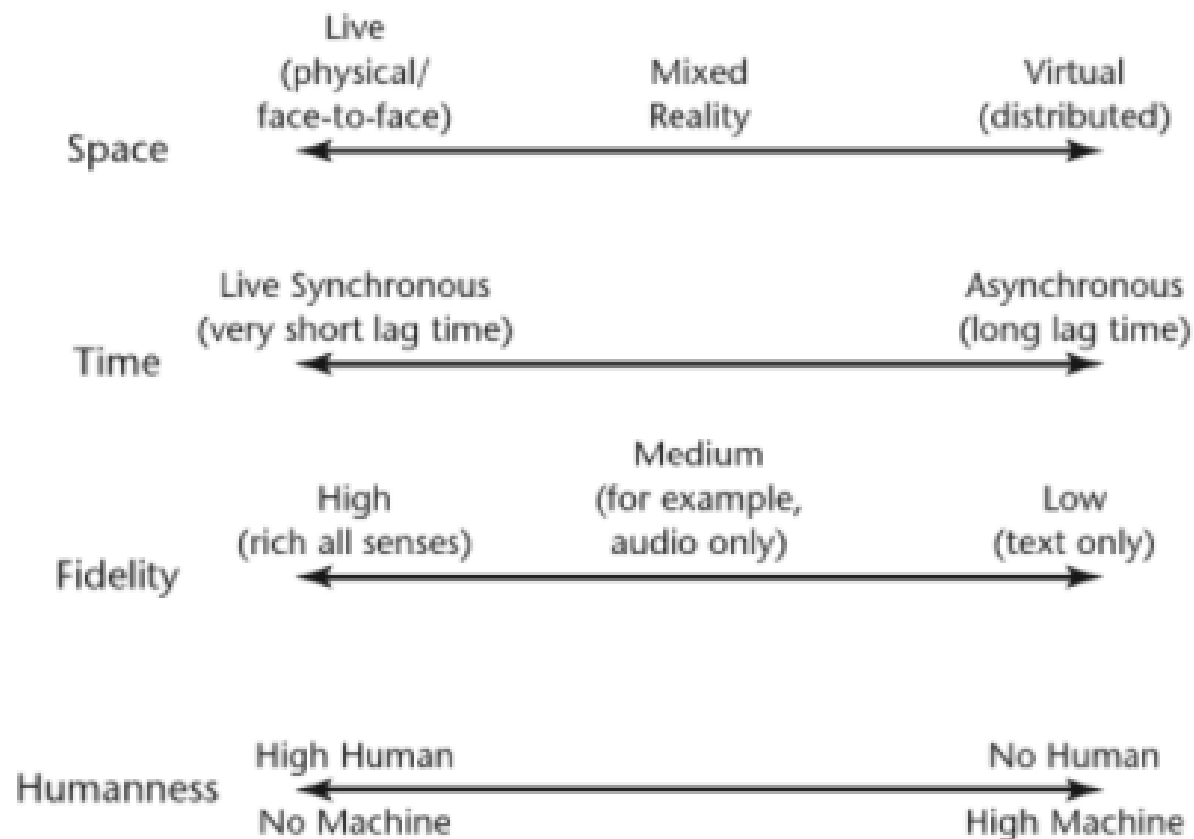 Live
(physical/
face-to-face)
Mixed
Reality
Virtual
(distributed)
Space
Live Synchronous
(very short lag time)
Asynchronous
(long lag time)
Time
High
(rich all senses)
Medium
(for example,
audio only)
Low
(text only)
Fidelity
High Human
No Human
Humanness
No Machine
High Machine